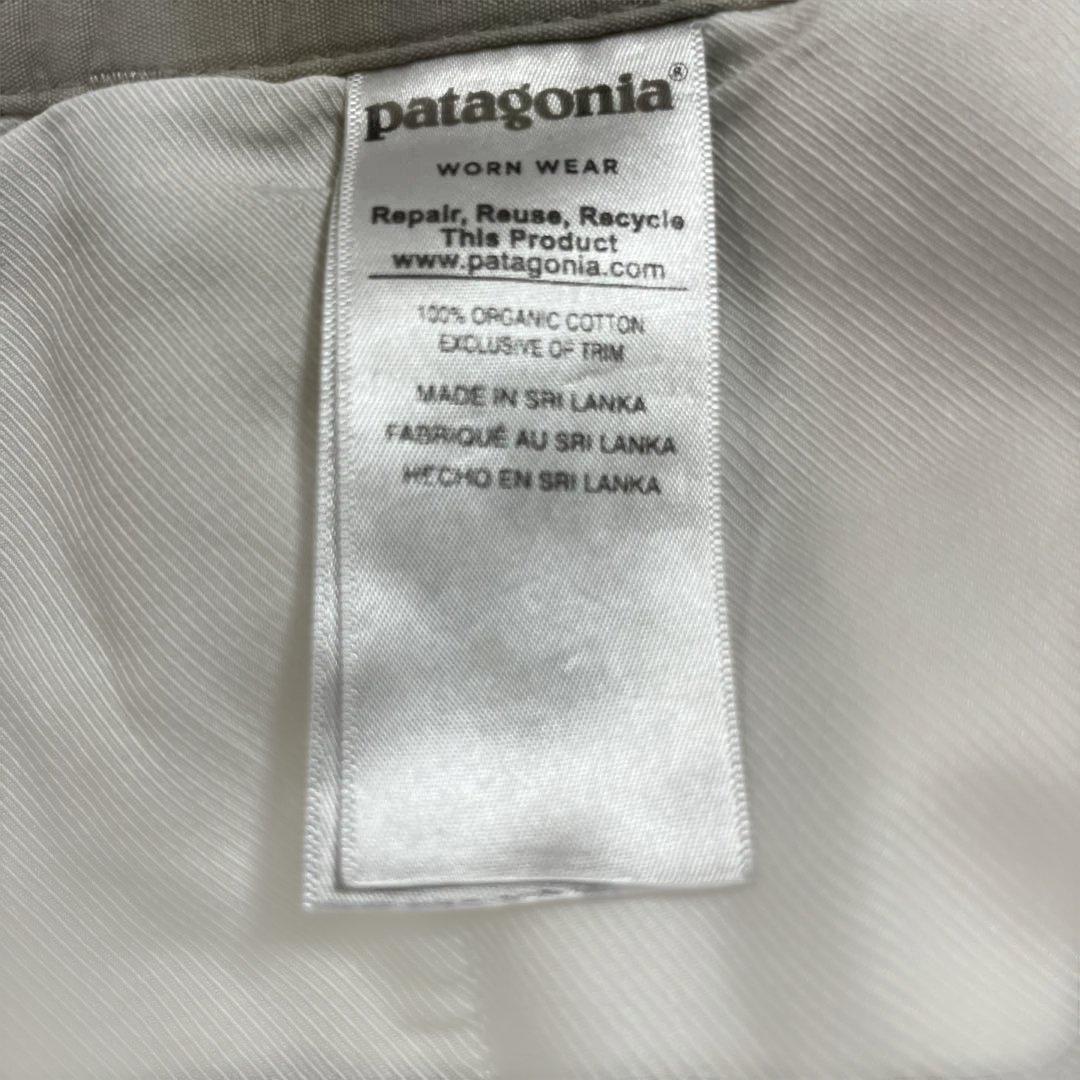 patagonia®
WORN WEAR
Repair, Reuse, Recycle
This Product
www.patagonia.com
100% ORGANIC COTTON
EXCLUSIVE OF TRIM
MADE IN SRI LANKA
FABRIQUÉ AU SRI LANKA
HECHO EN SRI LANKA